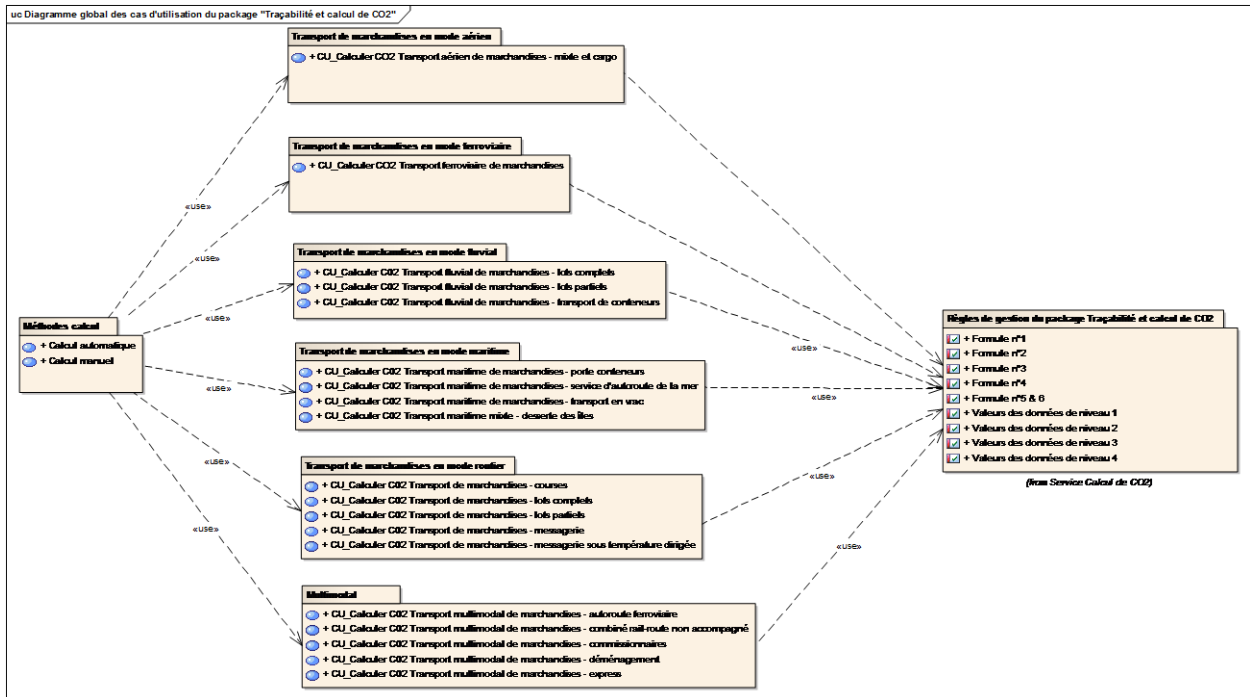 uc Diagramme global des cas d'utilisation du package "Traçabilité et calcul de CO2"
Transport de marchandises en mode aérien
+ CU_Calculer CO2 Transport aérien de marchandises - mixte et cargo
Transport de marchandises en mode ferroviaire
+ CU_Calculer CO2 Transport ferroviaire de marchandises
«use»
«use»
Transport de marchandises en mode fluvial
+ CU_Calculer C02 Transport fluvial de marchandises - lots complets
+ CU_Calculer C02 Transport fluvial de marchandises - lots partiels
+ CU_Calculer C02 Transport fluvial de marchandises - transport de conteneurs
«use»
Méthodes calcul
+ Calcul automatique
+ Calcul manuel
Règles de gestion du package Traçabilité et calcul de CO2
+ Formule n°1
+ Formule n°2
+ Formule n°3
+ Formule n°4
+ Formule n°5 & 6
+ Valeurs des données de niveau 1
+ Valeurs des données de niveau 2
+ Valeurs des données de niveau 3
+ Valeurs des données de niveau 4
(from Service Calcul de CO2)
«use»
Transport de marchandises en mode maritime
+ CU_Calculer C02 Transport maritime de marchandises - porte conteneurs
+ CU_Calculer C02 Transport maritime de marchandises - service d'autoroute de la mer
+ CU_Calculer C02 Transport maritime de marchandises - transport en vrac
+ CU_Calculer C02 Transport maritime mixte - desserte des îles
«use»
«use»
Transport de marchandises en mode routier
+ CU_Calculer C02 Transport de marchandises - courses
+ CU_Calculer C02 Transport de marchandises - lots complets
+ CU_Calculer C02 Transport de marchandises - lots partiels
+ CU_Calculer C02 Transport de marchandises - messagerie
+ CU_Calculer C02 Transport de marchandises - messagerie sous température dirigée
«use»
«use»
«use»
«use»
Multimodal
+ CU_Calculer C02 Transport multimodal de marchandises - autoroute ferroviaire
+ CU_Calculer C02 Transport multimodal de marchandises - combiné rail-route non accompagné
+ CU_Calculer C02 Transport multimodal de marchandises - commissionnaires
+ CU_Calculer C02 Transport multimodal de marchandises - déménagement
+ CU_Calculer C02 Transport multimodal de marchandises - express